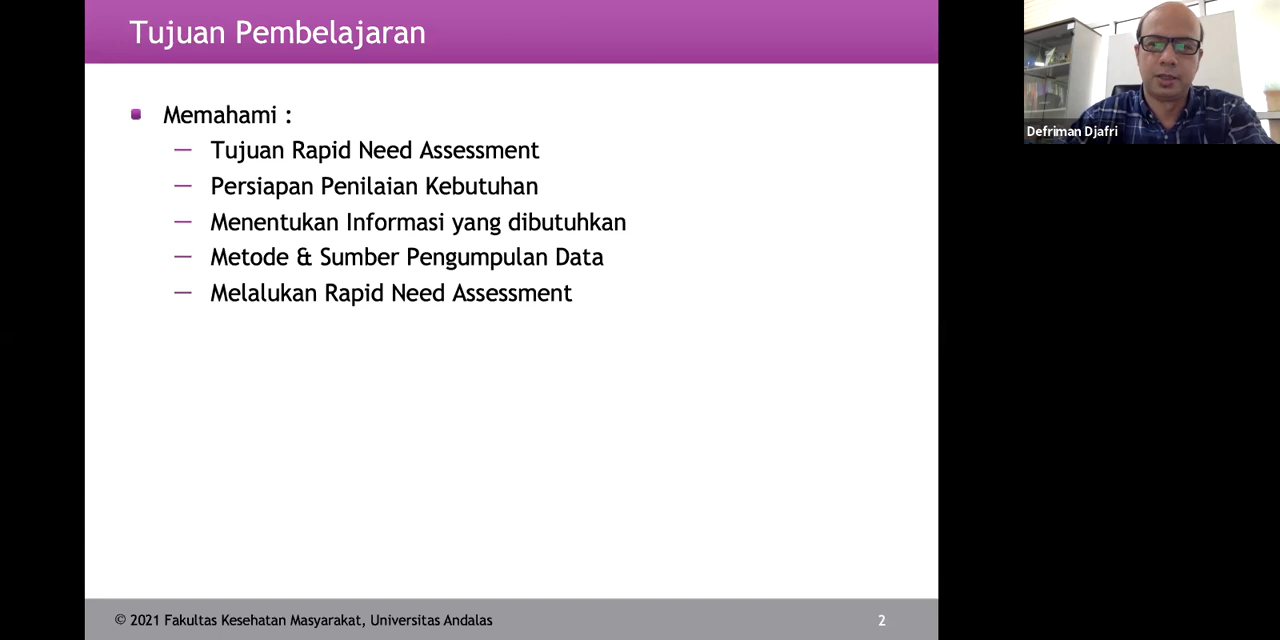 Tujuan Pembelajaran
Memahami :
— Tujuan Rapid Need Assessment
— Persiapan Penilaian Kebutuhan
— Menentukan Informasi yang dibutuhkan
— Metode & Sumber Pengumpulan Data
— Melalukan Rapid Need Assessment
© 2021 Fakultas Kesehatan Masyarakat, Universitas Andalas
2
Defriman Djafri